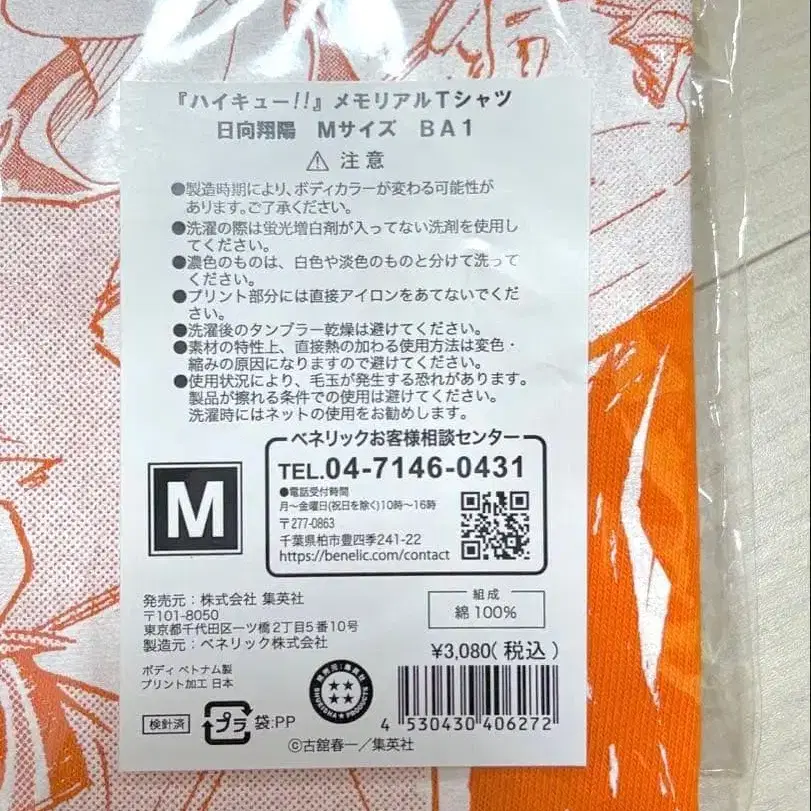 『ハイキュー!!』メモリアルTシャツ
日向翔陽 Mサイズ BA1
⚠ 注意
●製造時期により、ボディカラーが変わる可能性が
あります。ご了承ください。
●洗濯の際は蛍光増白剤が入ってない洗剤を使用し
てください。
●濃色のものは、白色や淡色のものと分けて洗って
ください。
●プリント部分には直接アイロンをあてないでくだ
さい。
●洗濯後のタンブラー乾燥は避けてください。
●素材の特性上、直接熱の加わる使用方法は変色・
縮みの原因になりますので避けてください。
●使用状況により、毛玉が発生する恐れがあります。
製品が擦れる条件での使用は避けてください。
洗濯時にはネットの使用をお勧めします。
M
ベネリックお客様相談センター
TEL.04-7146-0431
●電話受付時間
月～金曜日(祝日を除く)10時～16時
〒277-0863
千葉県柏市豊四季241-22
https://benelic.com/contact
発売元：株式会社 集英社
〒101-8050
東京都千代田区一ツ橋2丁目5番10号
製造元：ベネリック株式会社
ボディ ベトナム製
プリント加工 日本
組成
綿100%
¥3,080(税込)
検針済
プラ 袋:PP
発売元:集英社
SHUEISHA PRODUCTS
4 530430 406272
©古舘春一／集英社